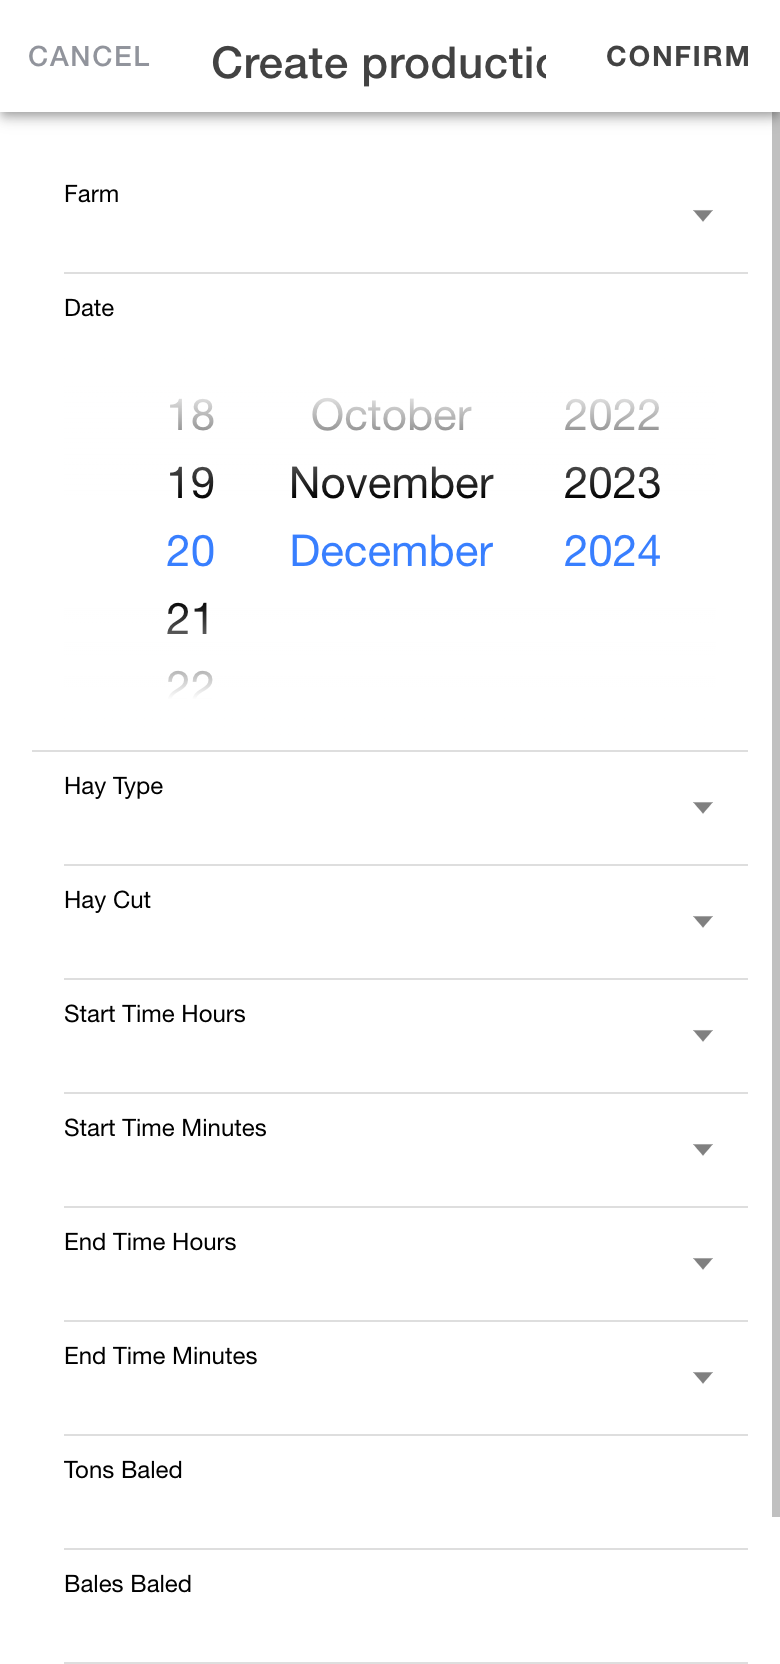 CANCEL Create productic CONFIRM
Farm
Date
18 October 2022
19 November 2023
20 December 2024
21
22
Hay Type
Hay Cut
Start Time Hours
Start Time Minutes
End Time Hours
End Time Minutes
Tons Baled
Bales Baled